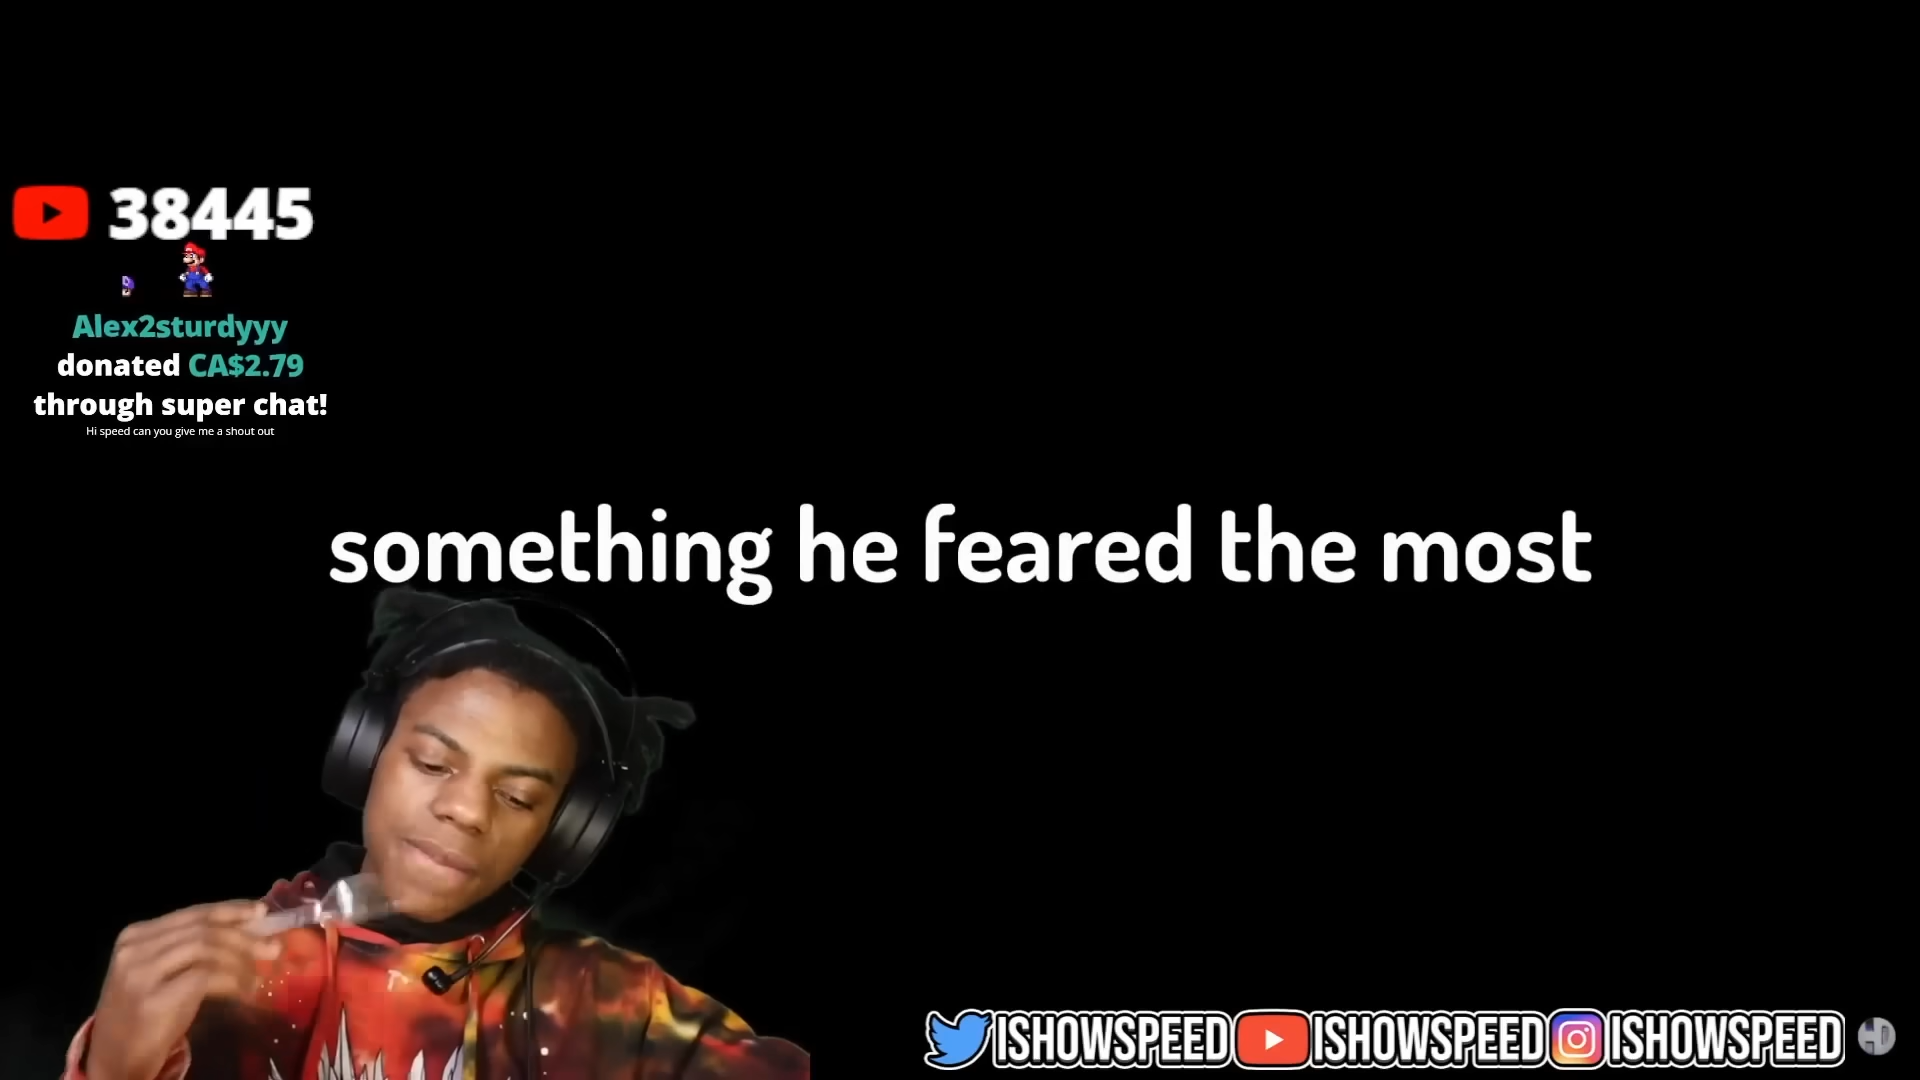 38445
Alex2sturdyyy
donated CA$2.79
through super chat!
Hi speed can you give me a shout out
something he feared the most
ISHOWSPEED ISHOWSPEED ISHOWSPEED HD